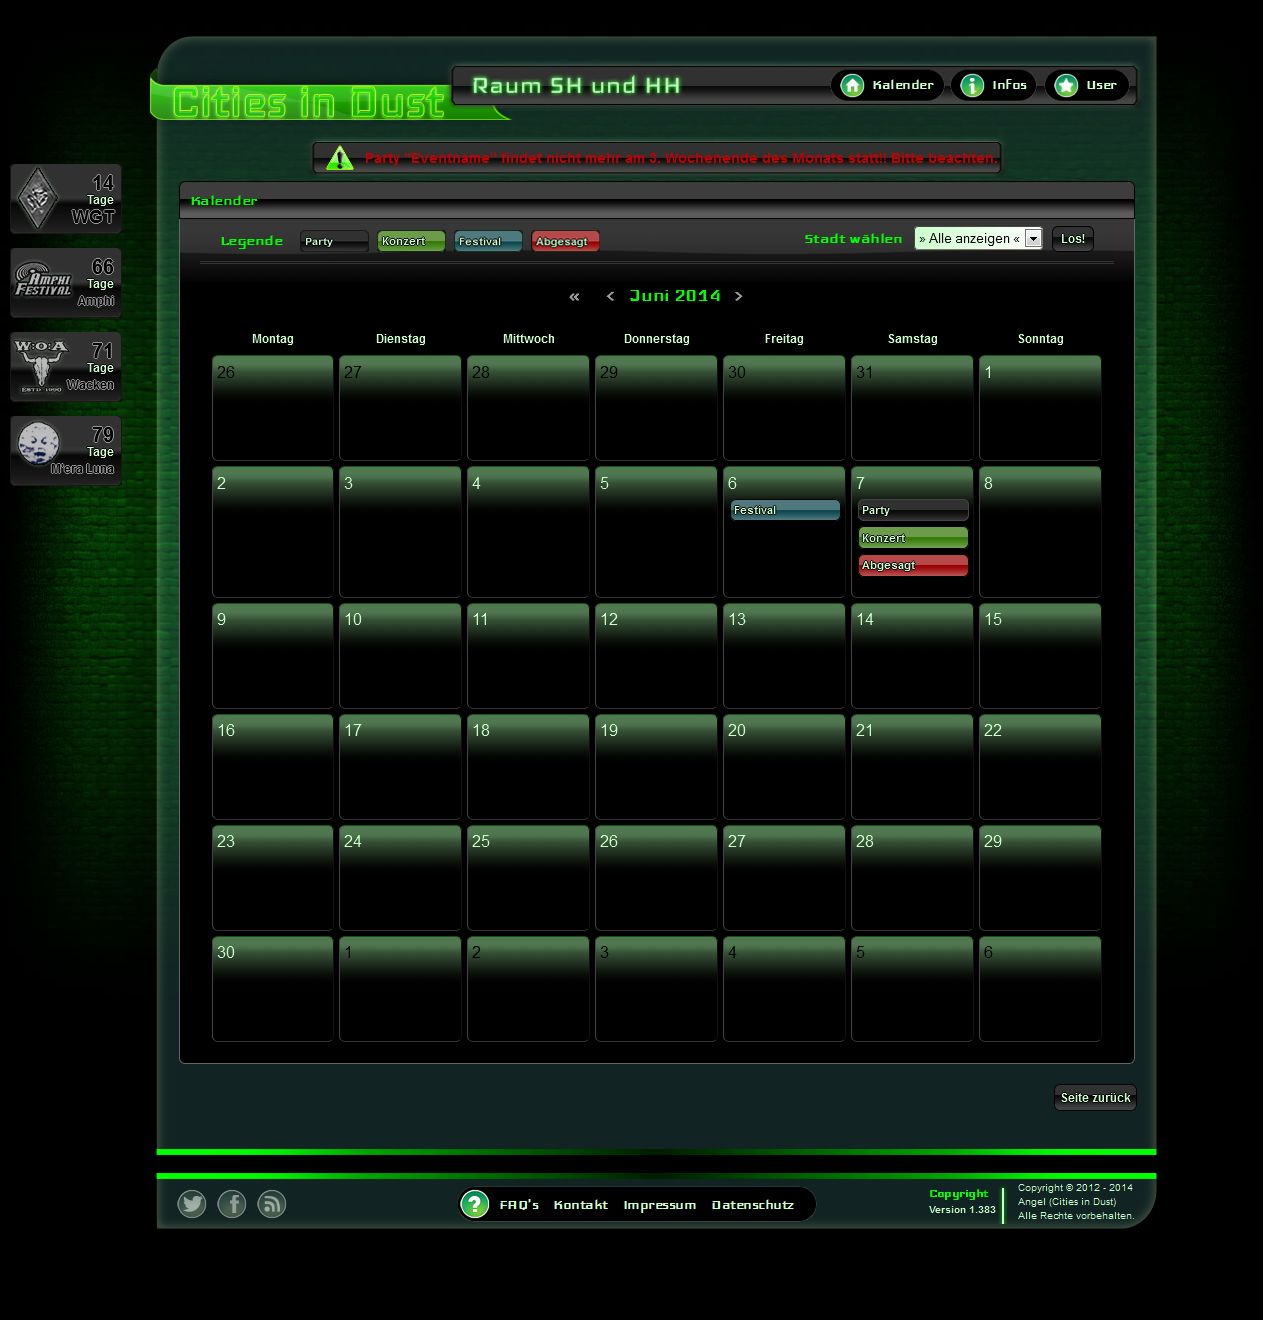 Cities in Dust
Raum SH und HH
Kalender Infos User
Party "Eventname" findet nicht mehr am 3. Wochenende des Monats statt!! Bitte beachten.
14
Tage
WGT
AMPHI
FESTIVAL
66
Tage
Amphi
W:O:A
ESTD 1990
71
Tage
Wacken
79
Tage
M'era Luna
Kalender
Legende Party Konzert Festival Abgesagt Stadt wählen » Alle anzeigen « Los!
« < Juni 2014 >
Montag Dienstag Mittwoch Donnerstag Freitag Samstag Sonntag
26 27 28 29 30 31 1
2 3 4 5 6 7 8
Festival Party
Konzert
Abgesagt
9 10 11 12 13 14 15
16 17 18 19 20 21 22
23 24 25 26 27 28 29
30 1 2 3 4 5 6
Seite zurück
? FAQ's Kontakt Impressum Datenschutz
Copyright
Version 1.383
Copyright © 2012 - 2014
Angel (Cities in Dust)
Alle Rechte vorbehalten.